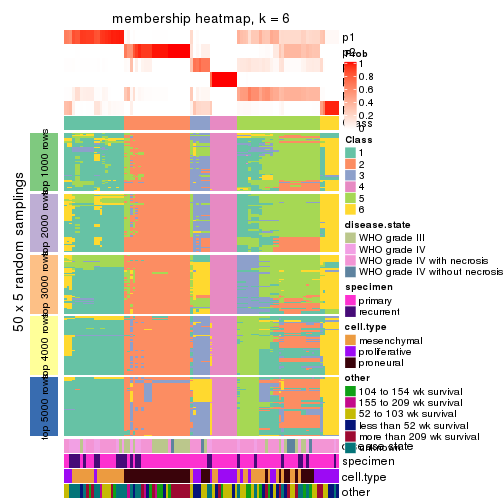 membership heatmap, k = 6
p1
p2
Prob
1
0.8
0.6
0.4
0.2
0
Class
Class
1
2
3
4
5
6
50 x 5 random samplings
top 1000 rows
top 2000 rows
top 3000 rows
top 4000 rows
top 5000 rows
disease.state
WHO grade III
WHO grade IV
WHO grade IV with necrosis
WHO grade IV without necrosis
specimen
primary
recurrent
cell.type
mesenchymal
proliferative
proneural
other
104 to 154 wk survival
155 to 209 wk survival
52 to 103 wk survival
less than 52 wk survival
more than 209 wk survival
unknown
disease.state
specimen
cell.type
other